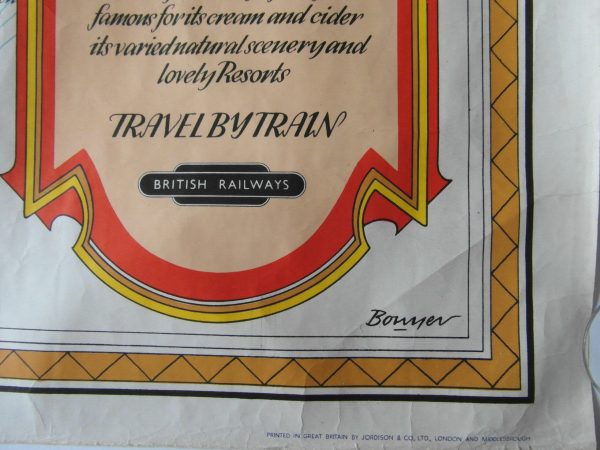 famous for its cream and cider
its varied natural scenery and
lovely Resorts
TRAVEL BY TRAIN
BRITISH RAILWAYS
Bowyer
PRINTED IN GREAT BRITAIN BY JORDISON & CO., LTD., LONDON AND MIDDLESBROUGH